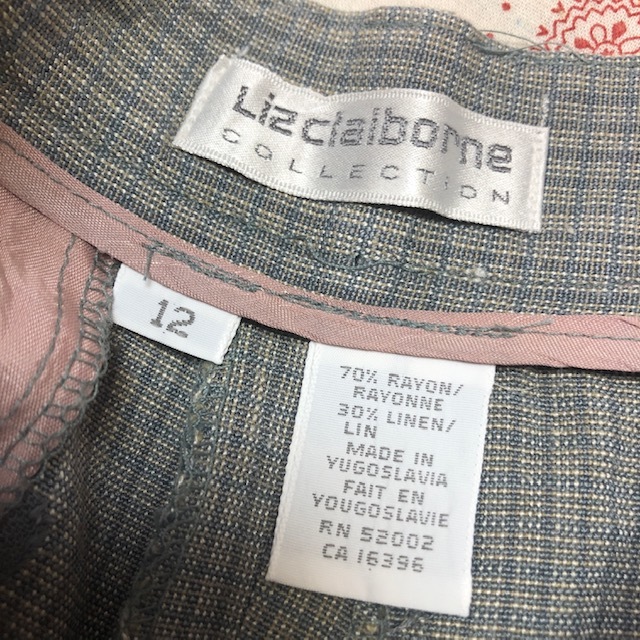 Liz claiborne
COLLECTION
12
70% RAYON/
RAYONNE
30% LINEN/
LIN
MADE IN
YUGOSLAVIA
FAIT EN
YOUGOSLAVIE
RN 52002
CA 16396